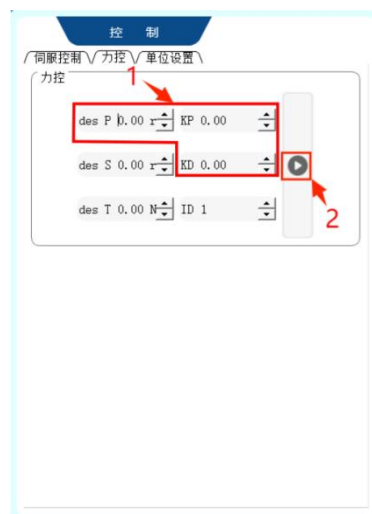 控 制
伺服控制 力控 单位设置
力控
1
des P 0.00 r KP 0.00
des S 0.00 r KD 0.00
des T 0.00 N ID 1
2